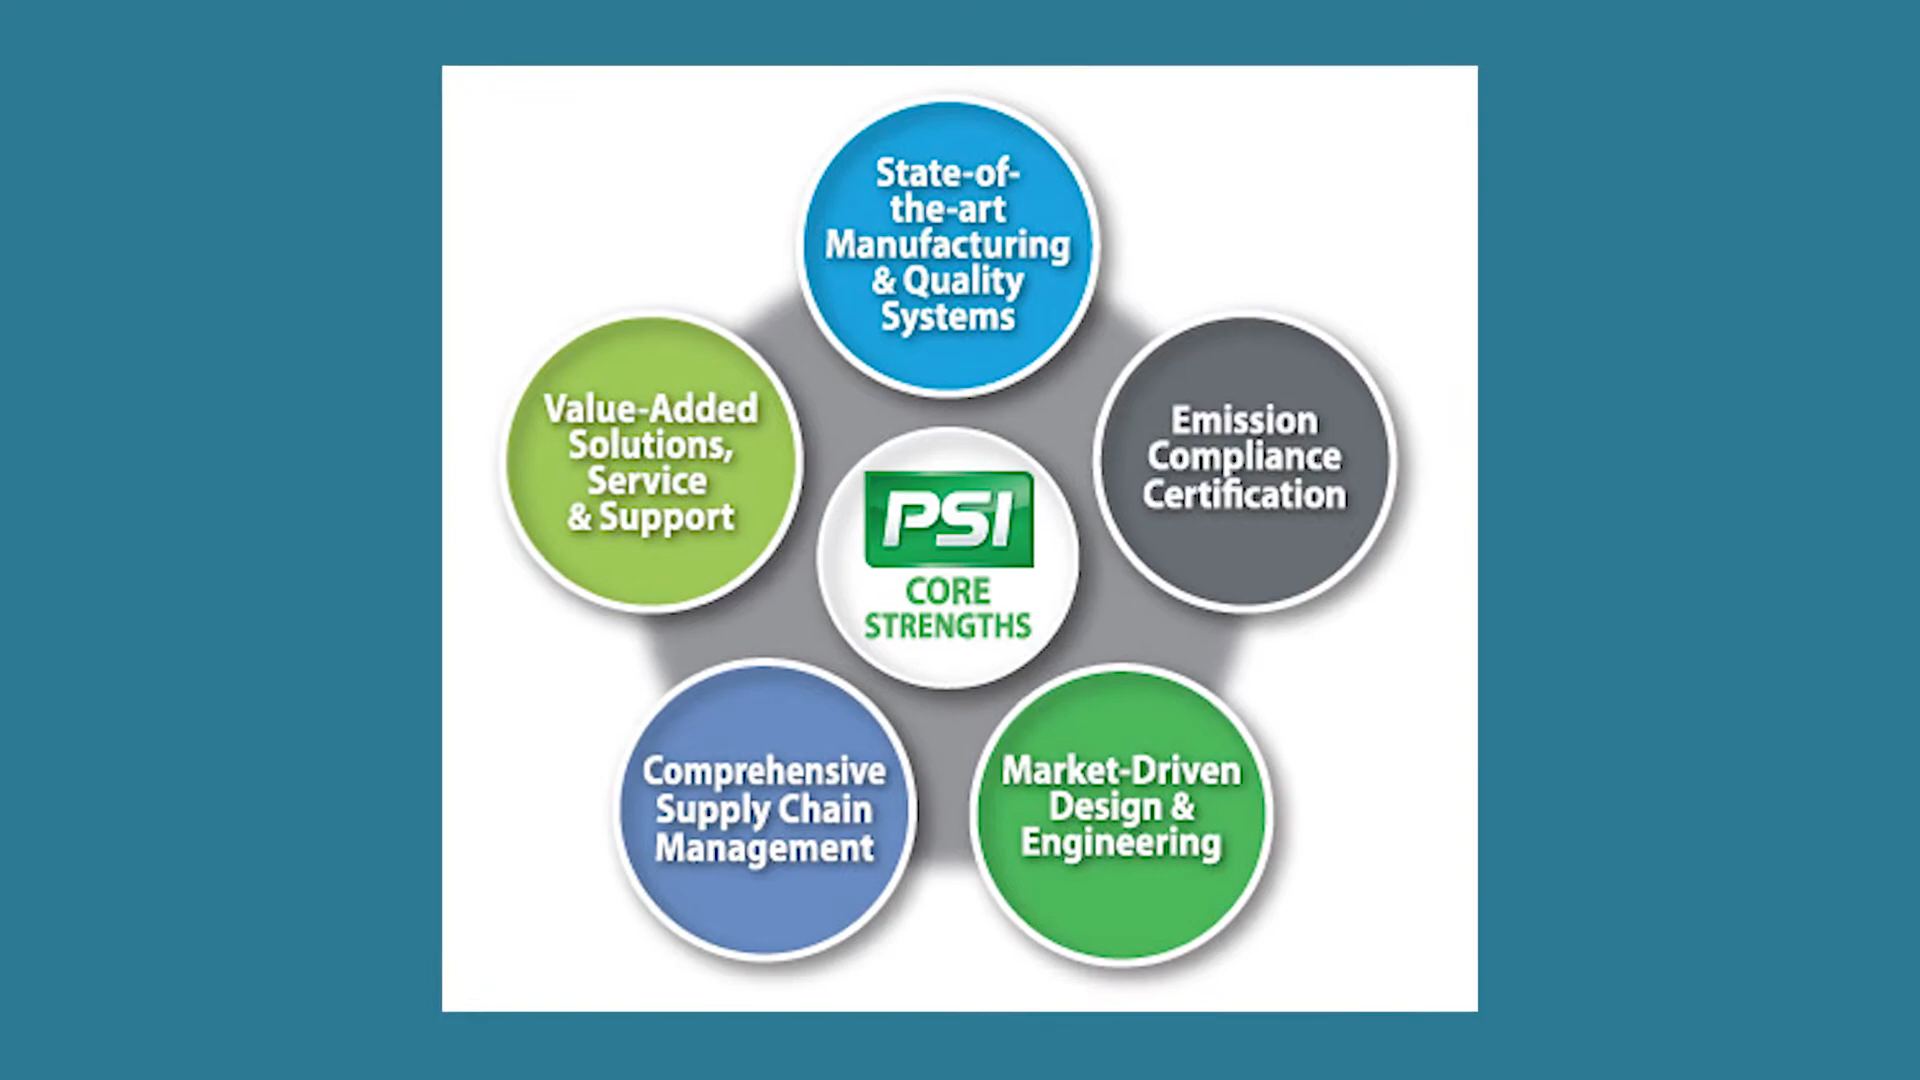 State-of-
the-art
Manufacturing
& Quality
Systems
Value-Added
Solutions,
Service
& Support
Emission
Compliance
Certification
PSI
CORE
STRENGTHS
Comprehensive
Supply Chain
Management
Market-Driven
Design &
Engineering